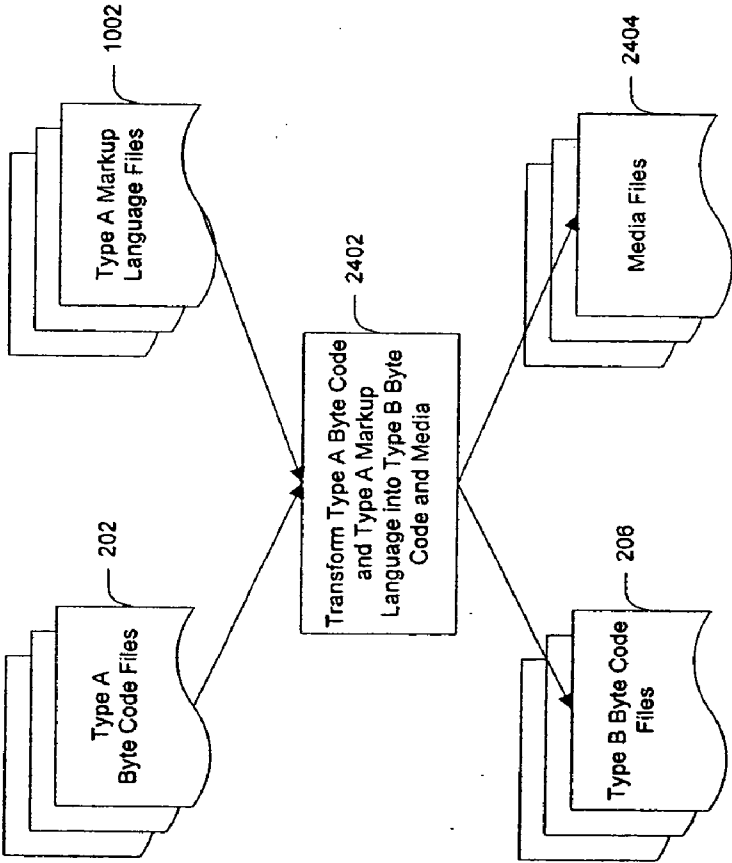 202
Type A
Byte Code Files
1002
Type A Markup
Language Files
2402
Transform Type A Byte Code
and Type A Markup
Language into Type B Byte
Code and Media
206
Type B Byte Code
Files
2404
Media Files